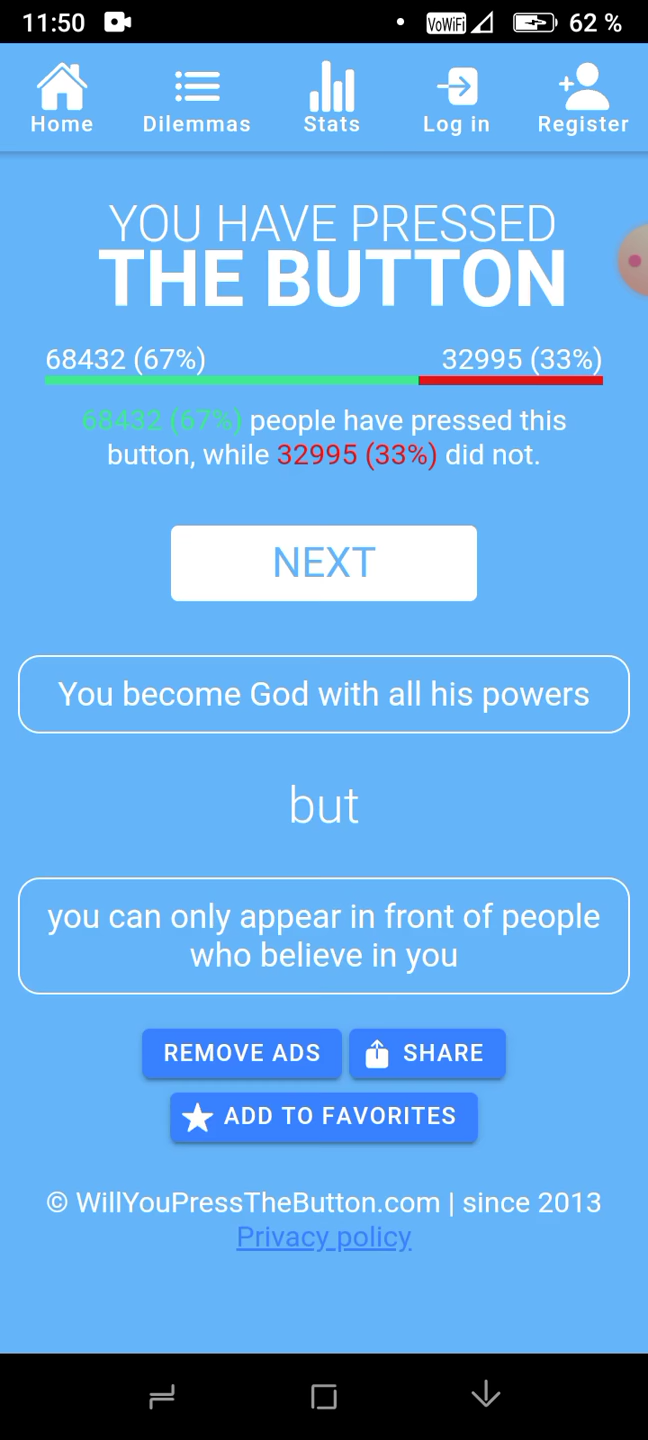 11:50 VoWiFi 62 %
Home Dilemmas Stats Log in Register
YOU HAVE PRESSED
THE BUTTON
68432 (67%) 32995 (33%)
68432 (67%) people have pressed this
button, while 32995 (33%) did not.
NEXT
You become God with all his powers
but
you can only appear in front of people
who believe in you
REMOVE ADS SHARE
ADD TO FAVORITES
© WillYouPressTheButton.com | since 2013
Privacy policy